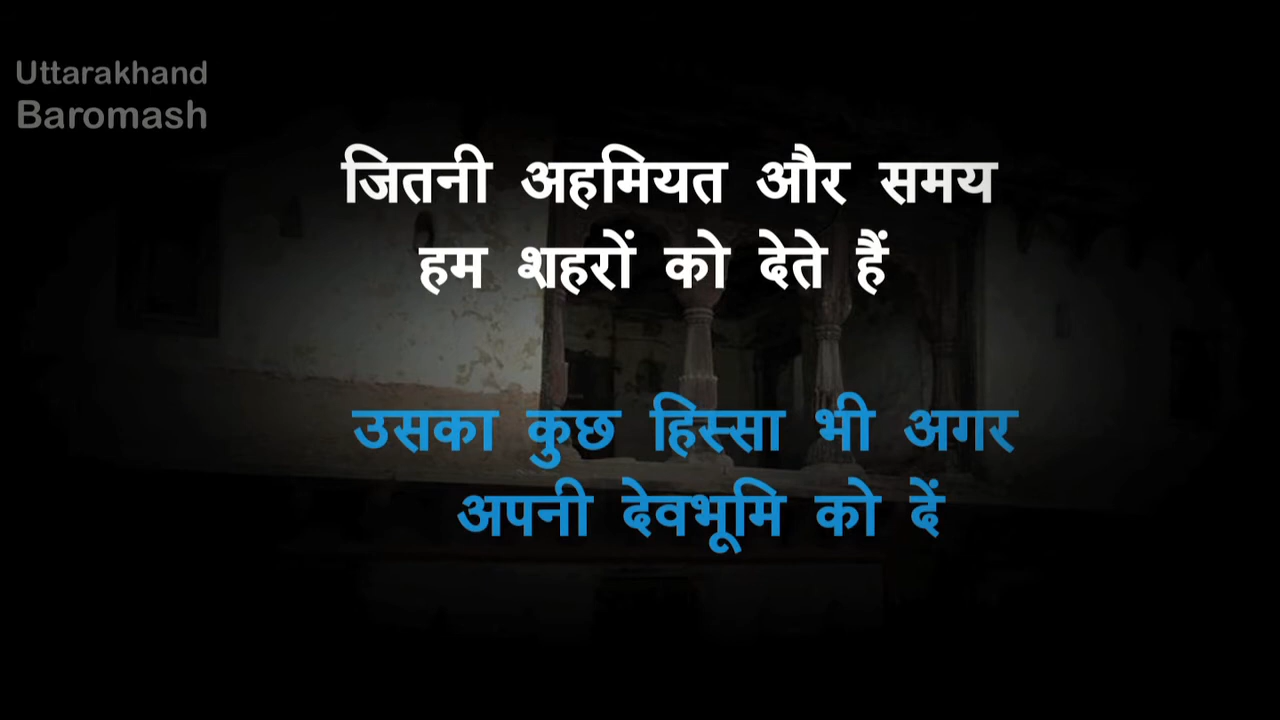 Uttarakhand
Baromash
जितनी अहमियत और समय
हम शहरों को देते हैं
उसका कुछ हिस्सा भी अगर
अपनी देवभूमि को दें